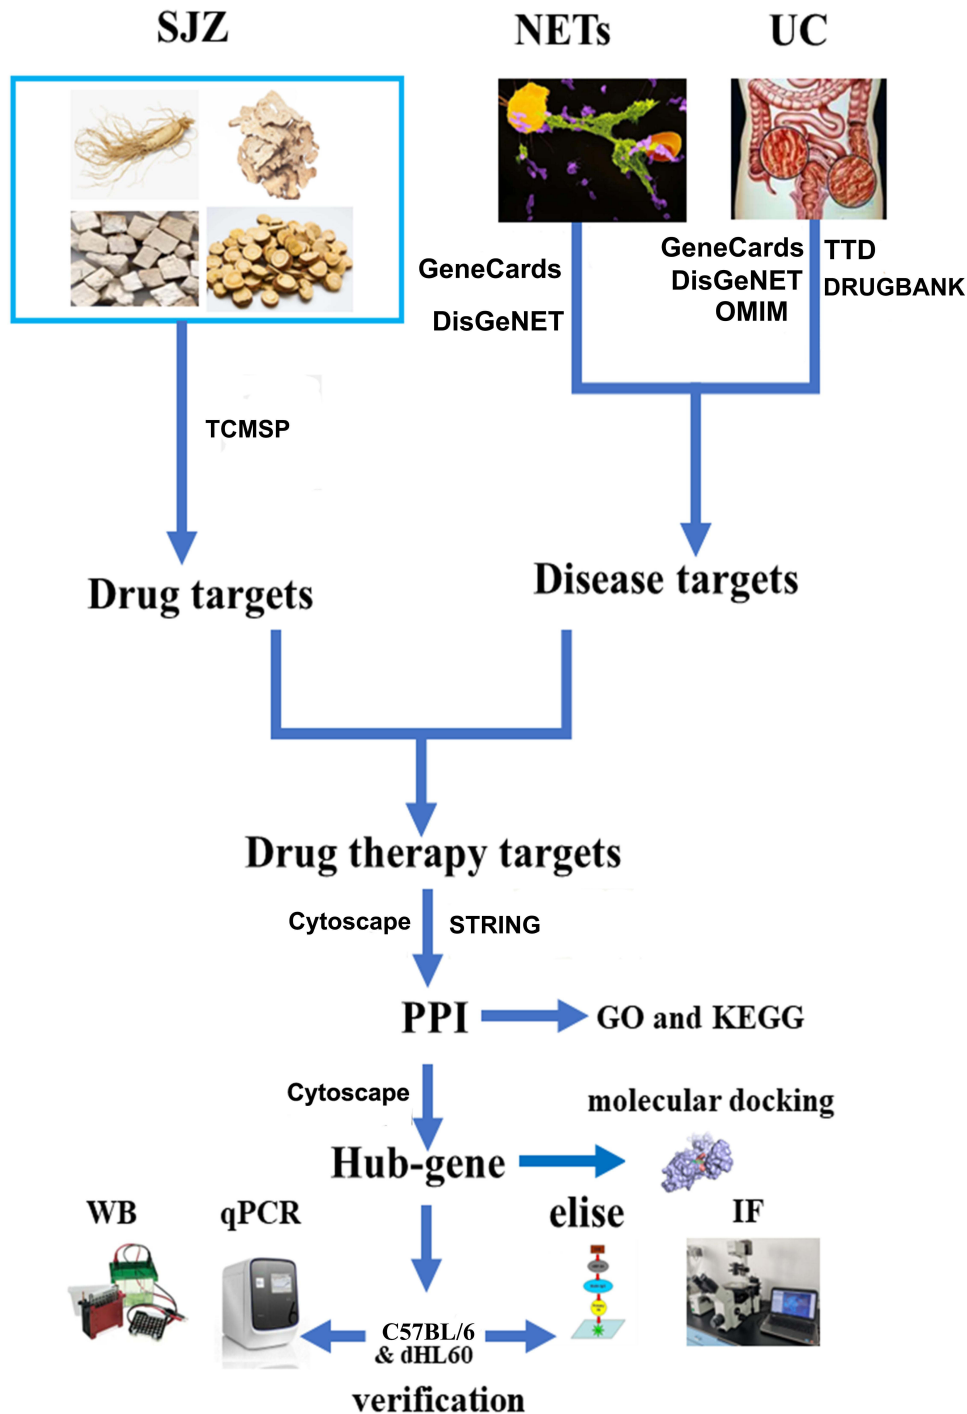 SJZ
NETs
UC
GeneCards
DisGeNET
GeneCards
DisGeNET
OMIM
TTD
DRUGBANK
TCMSP
Drug targets
Disease targets
Drug therapy targets
Cytoscape
STRING
PPI
GO and KEGG
Cytoscape
molecular docking
Hub-gene
WB
qPCR
elise
IF
C57BL/6
& dHL60
verification